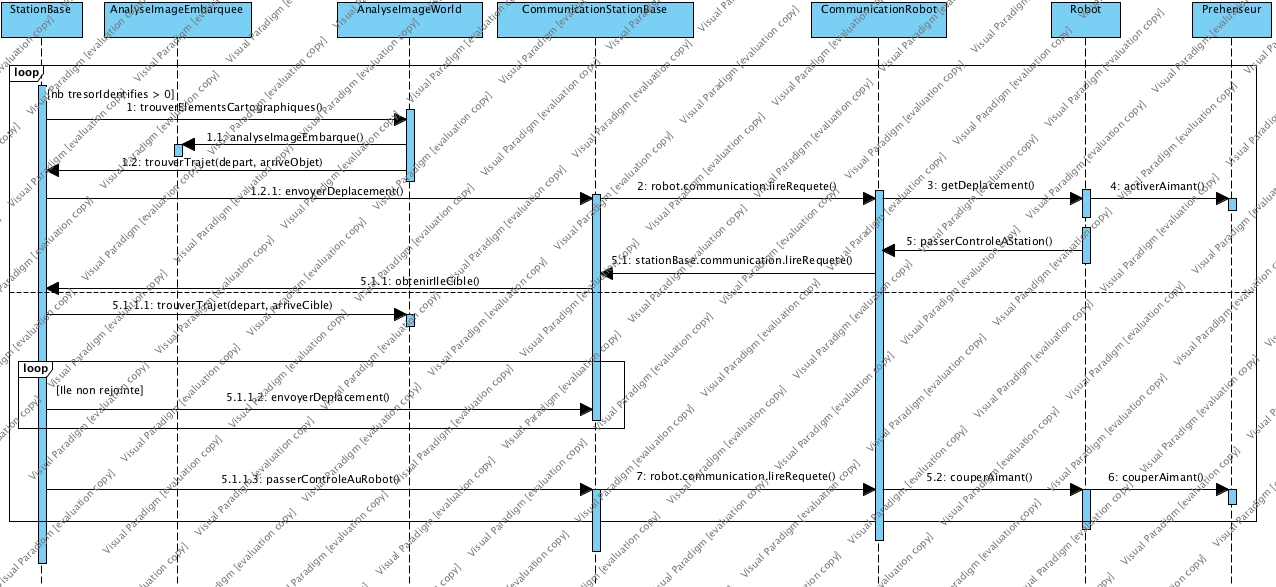 StationBase
AnalyseImageEmbarquee
AnalyseImageWorld
CommunicationStationBase
CommunicationRobot
Robot
Prehenseur
loop
[nb tresorIdentifies > 0]
1: trouverElementsCartographiques()
1.1: analyseImageEmbarque()
1.2: trouverTrajet(depart, arriveObjet)
1.2.1: envoyerDeplacement()
2: robot.communication.lireRequete()
3: getDeplacement()
4: activerAimant()
5: passerControleAStation()
5.1: stationBase.communication.lireRequete()
5.1.1: obtenirIleCible()
5.1.1.1: trouverTrajet(depart, arriveCible)
loop
[Ile non rejointe]
5.1.1.2: envoyerDeplacement()
5.1.1.3: passerControleAuRobot()
7: robot.communication.lireRequete()
5.2: couperAimant()
6: couperAimant()
Visual Paradigm [evaluation copy]